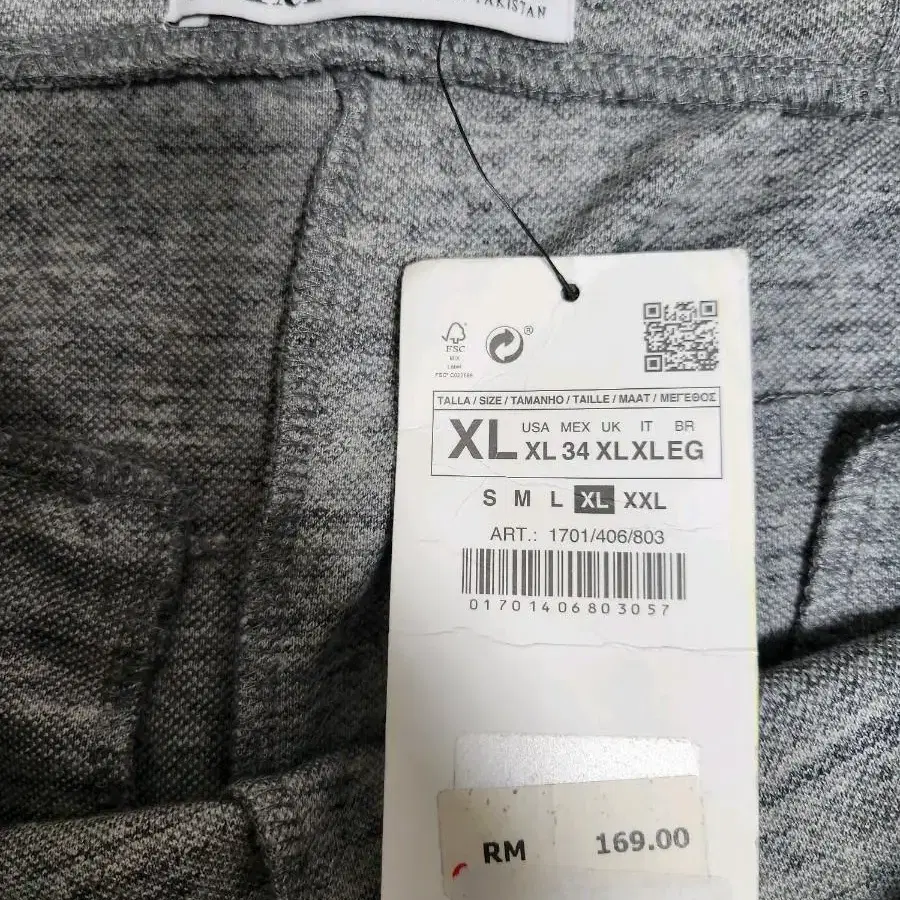 PAKISTAN
FSC
MIX
Label
®
TALLA / SIZE / TAMANHO / TAILLE / MAAT / ΜΕΓΕΘΟΣ
XL
USA MEX UK IT BR
XL 34 XL XL EG
S M L XL XXL
ART.: 1701/406/803
01701406803057
RM 169.00